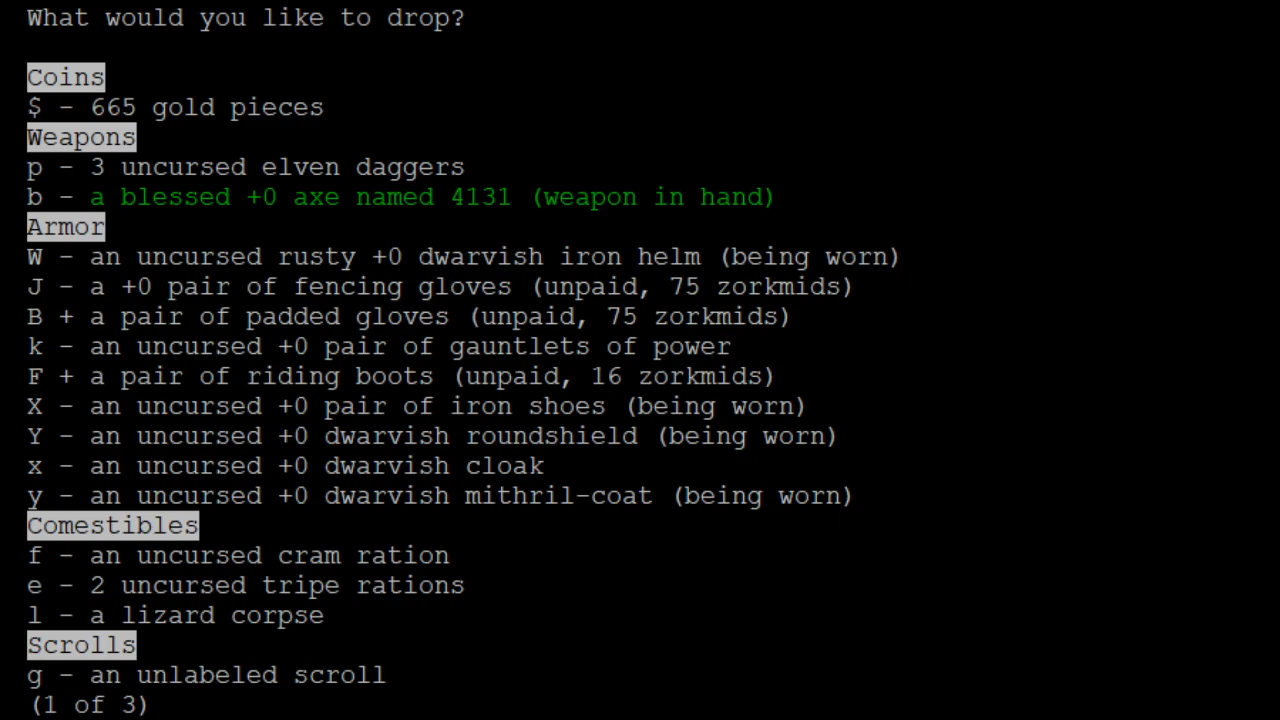 What would you like to drop?
Coins
$ - 665 gold pieces
Weapons
p - 3 uncursed elven daggers
b - a blessed +0 axe named 4131 (weapon in hand)
Armor
W - an uncursed rusty +0 dwarvish iron helm (being worn)
J - a +0 pair of fencing gloves (unpaid, 75 zorkmids)
B + a pair of padded gloves (unpaid, 75 zorkmids)
k - an uncursed +0 pair of gauntlets of power
F + a pair of riding boots (unpaid, 16 zorkmids)
X - an uncursed +0 pair of iron shoes (being worn)
Y - an uncursed +0 dwarvish roundshield (being worn)
x - an uncursed +0 dwarvish cloak
y - an uncursed +0 dwarvish mithril-coat (being worn)
Comestibles
f - an uncursed cram ration
e - 2 uncursed tripe rations
l - a lizard corpse
Scrolls
g - an unlabeled scroll
(1 of 3)